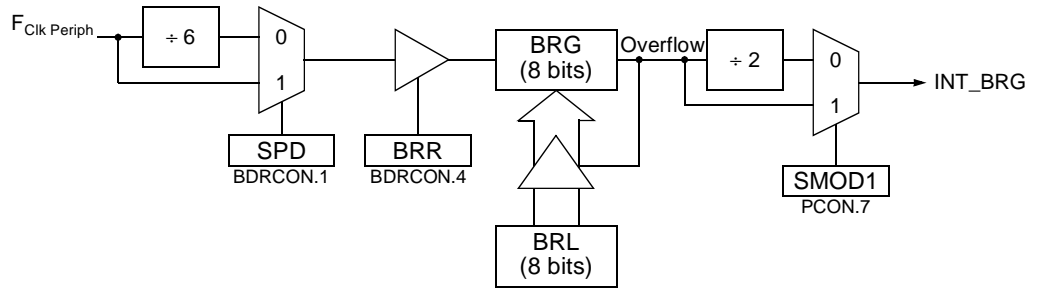 F Clk Periph
÷ 6
0
1
SPD
BDRCON.1
BRR
BDRCON.4
BRG
(8 bits)
Overflow
BRL
(8 bits)
÷ 2
0
1
SMOD1
PCON.7
INT_BRG